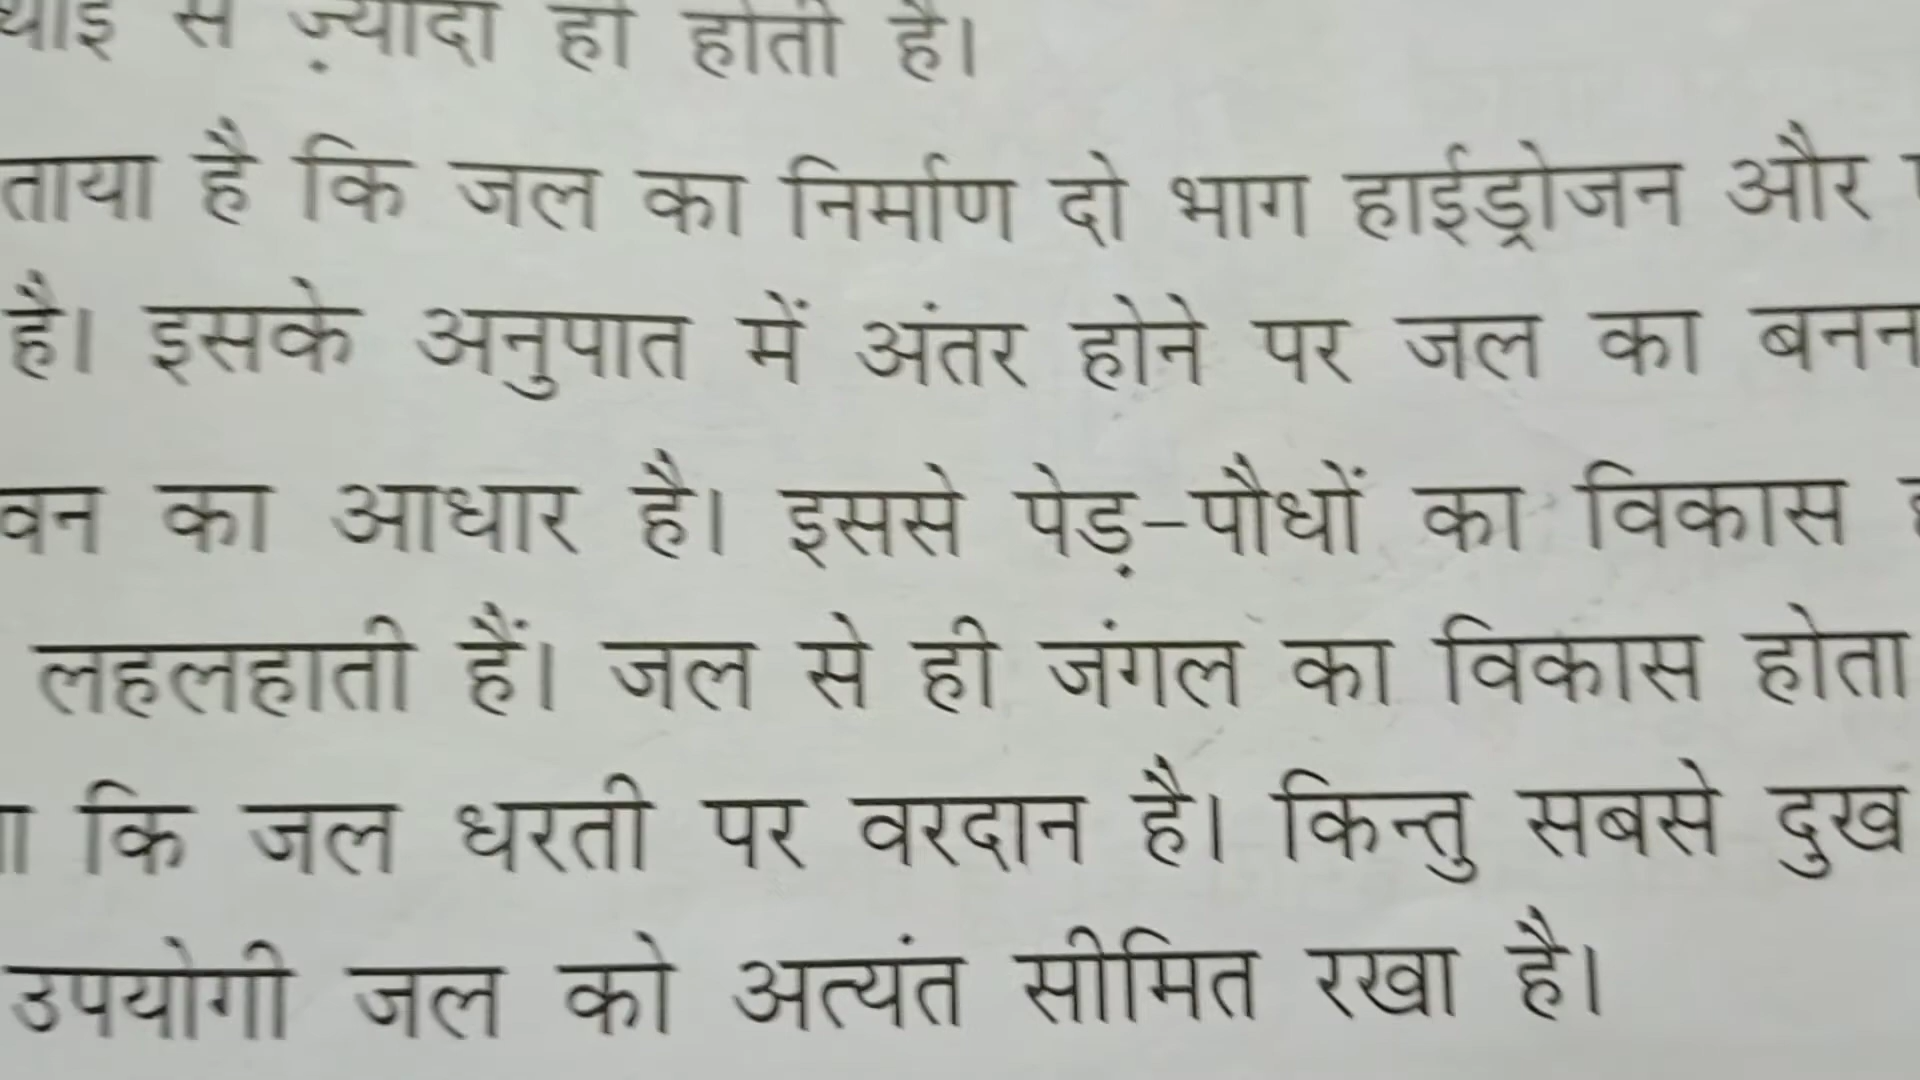 से ज़्यादा ही होती है।
ताया है कि जल का निर्माण दो भाग हाईड्रोजन और
है। इसके अनुपात में अंतर होने पर जल का बनन
वन का आधार है। इससे पेड़-पौधों का विकास
लहलहाती हैं। जल से ही जंगल का विकास होता
कि जल धरती पर वरदान है। किन्तु सबसे दुख
उपयोगी जल को अत्यंत सीमित रखा है।